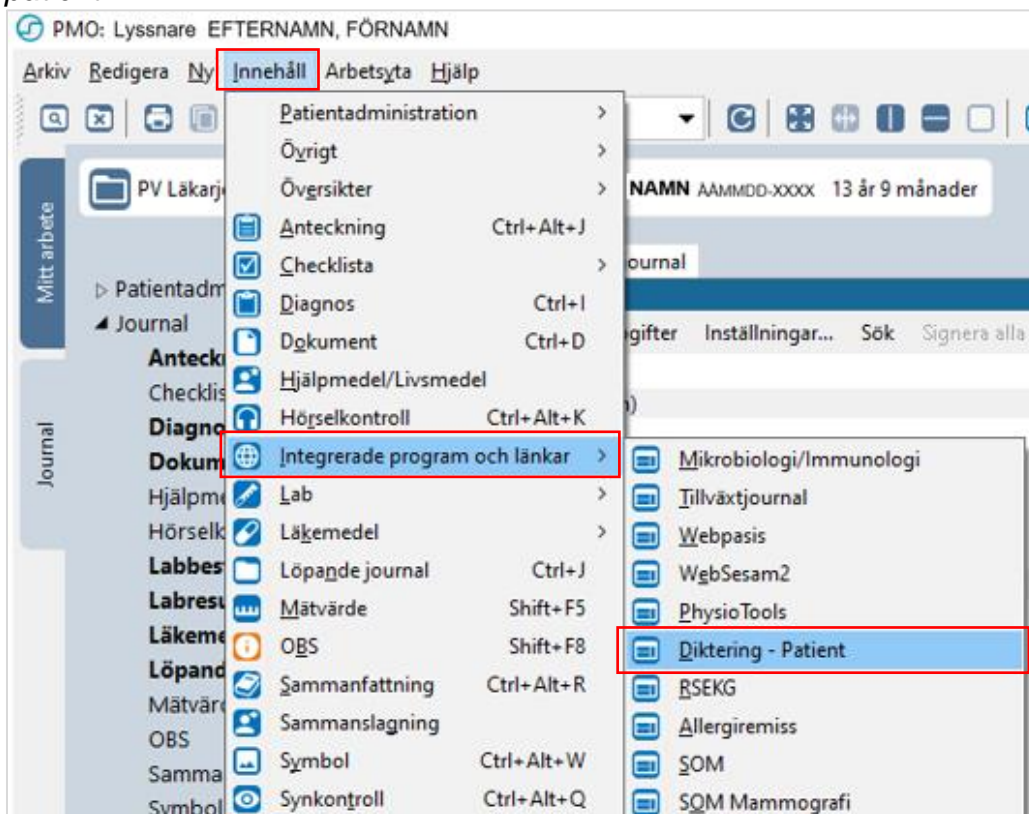 PMO: Lyssnare EFTERNAMN, FÖRNAMN
Arkiv Redigera Ny Innehåll Arbetsyta Hjälp
Patientadministration
Övrigt
PV Läkarj Översikter NAMN ÅÅMMDD-XXXX 13 år 9 månader
Mitt arbete
Anteckning Ctrl+Alt+J
Checklista ournal
Patientadm Diagnos Ctrl+I
Journal Dokument Ctrl+D gifter Inställningar... Sök Signera alla
Anteck Hjälpmedel/Livsmedel
Checklis Hörselkontroll Ctrl+Alt+K
Journal
Diagno Integrerade program och länkar Mikrobiologi/Immunologi
Dokum Lab Tillväxtjournal
Hjälpme Läkemedel Webpasis
Hörselk Löpande journal Ctrl+J WebSesam2
Labbes Mätvärde Shift+F5 PhysioTools
Labresu OBS Shift+F8 Diktering - Patient
Läkeme Sammanfattning Ctrl+Alt+R RSEKG
Löpand Sammanslagning Allergiremiss
Mätvär Symbol Ctrl+Alt+W SOM
OBS Synkontroll Ctrl+Alt+Q SOM Mammografi
Samma
Symbol